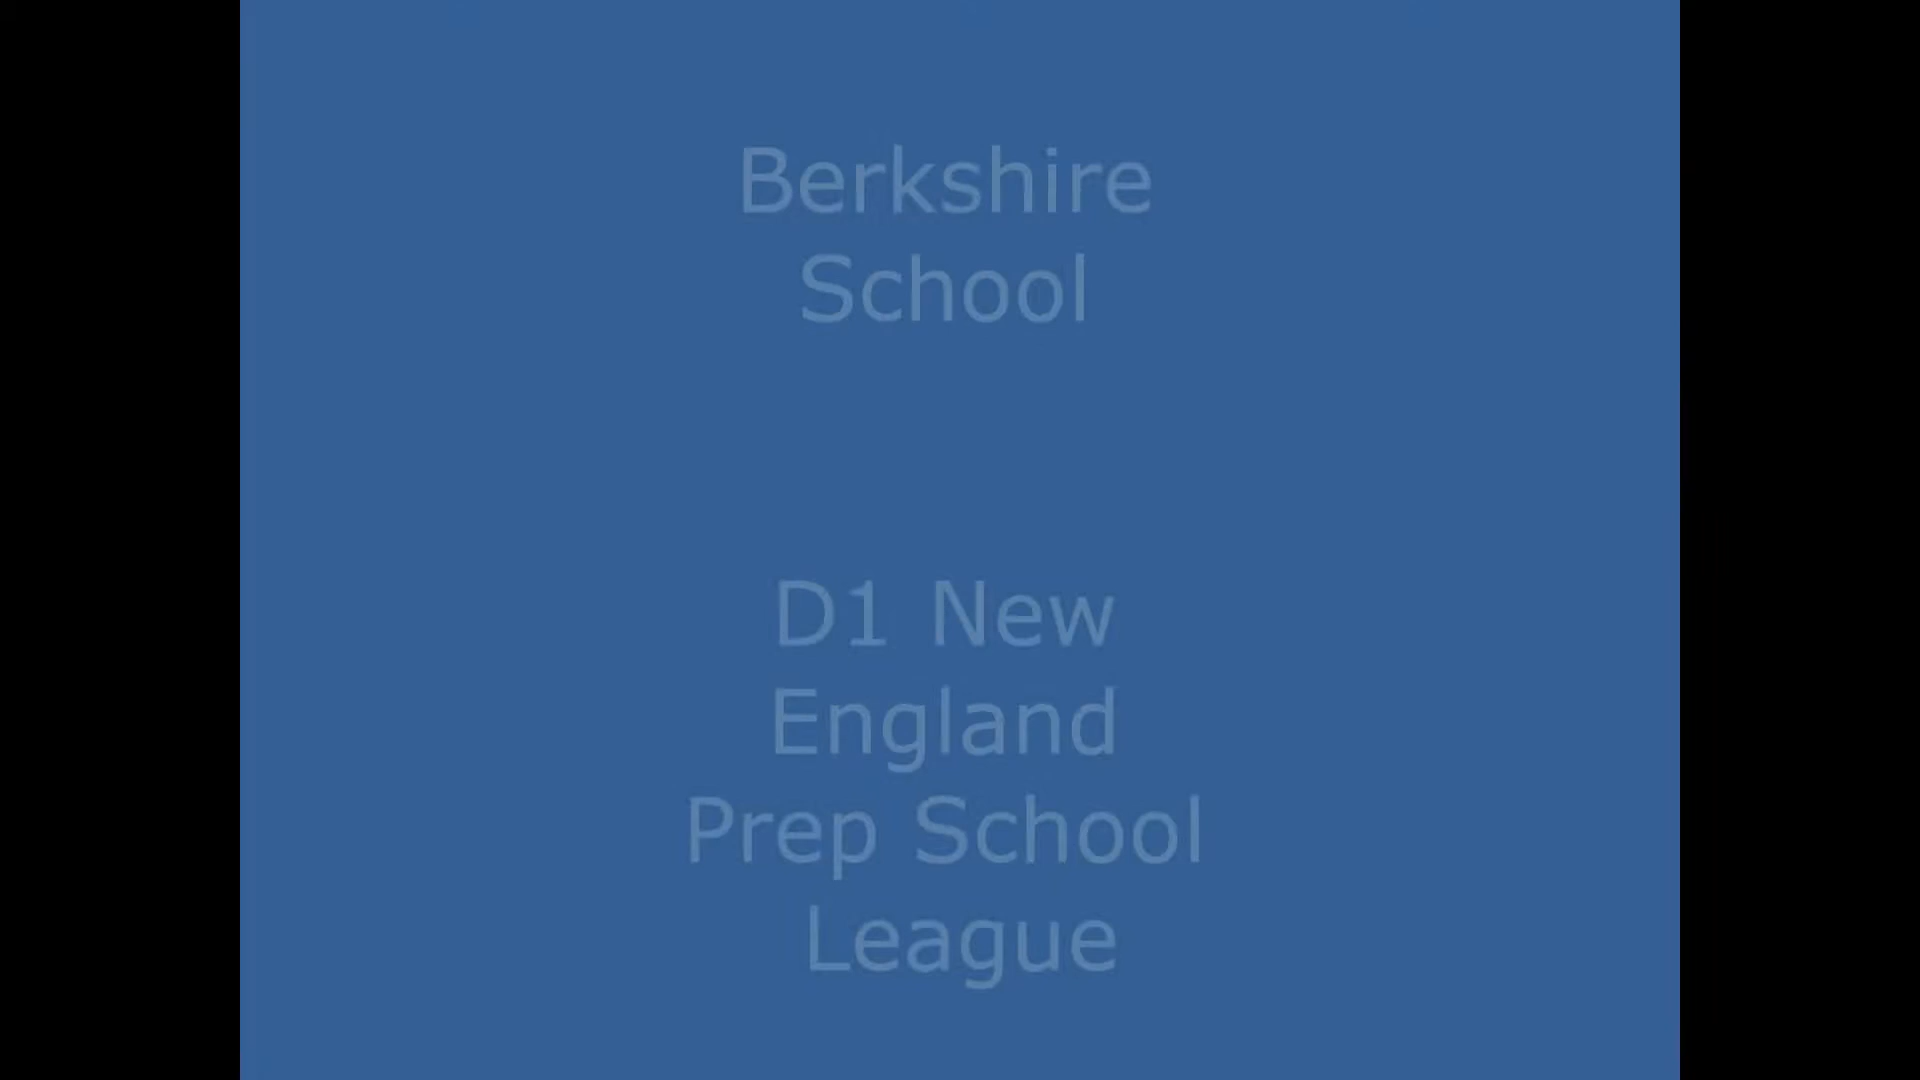 Berkshire
School
D1 New
England
Prep School
League